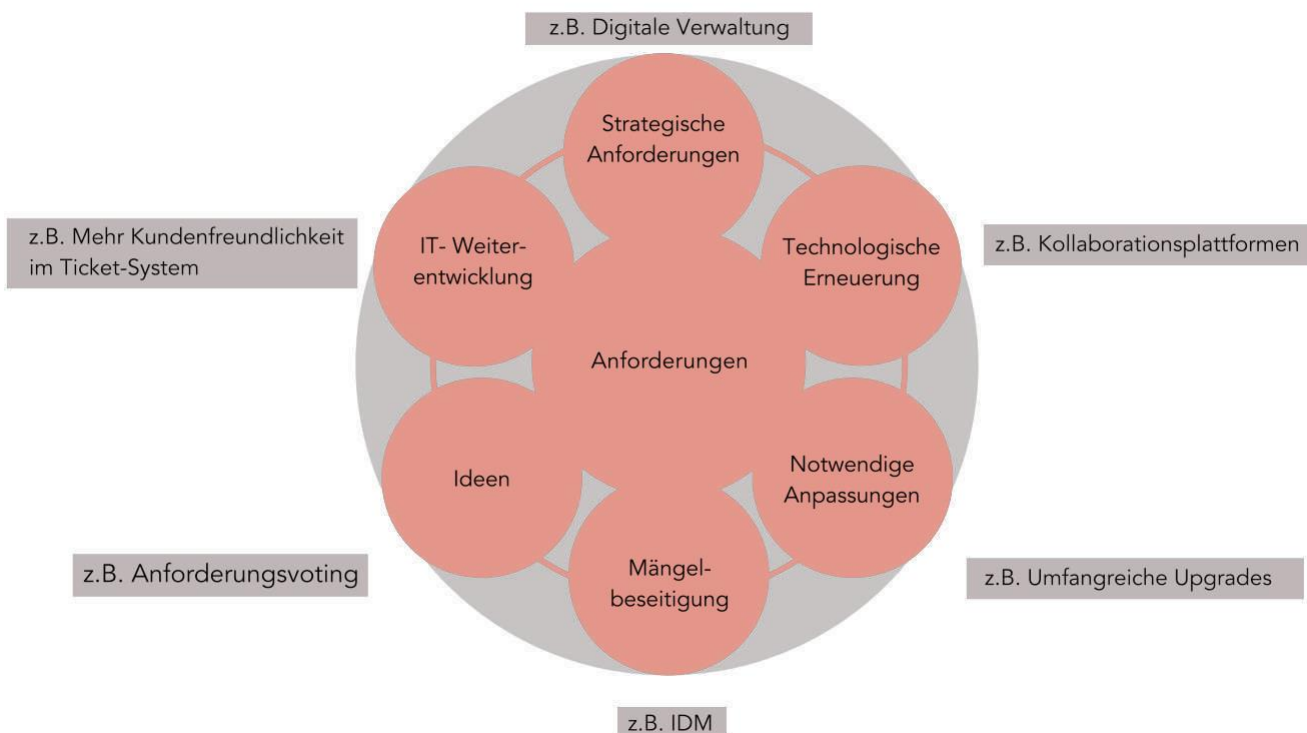 z.B. Digitale Verwaltung
Strategische
Anforderungen
z.B. Mehr Kundenfreundlichkeit
im Ticket-System
IT- Weiter-
entwicklung
Technologische
Erneuerung
z.B. Kollaborationsplattformen
Anforderungen
Ideen
Notwendige
Anpassungen
z.B. Anforderungsvoting
Mängel-
beseitigung
z.B. Umfangreiche Upgrades
z.B. IDM